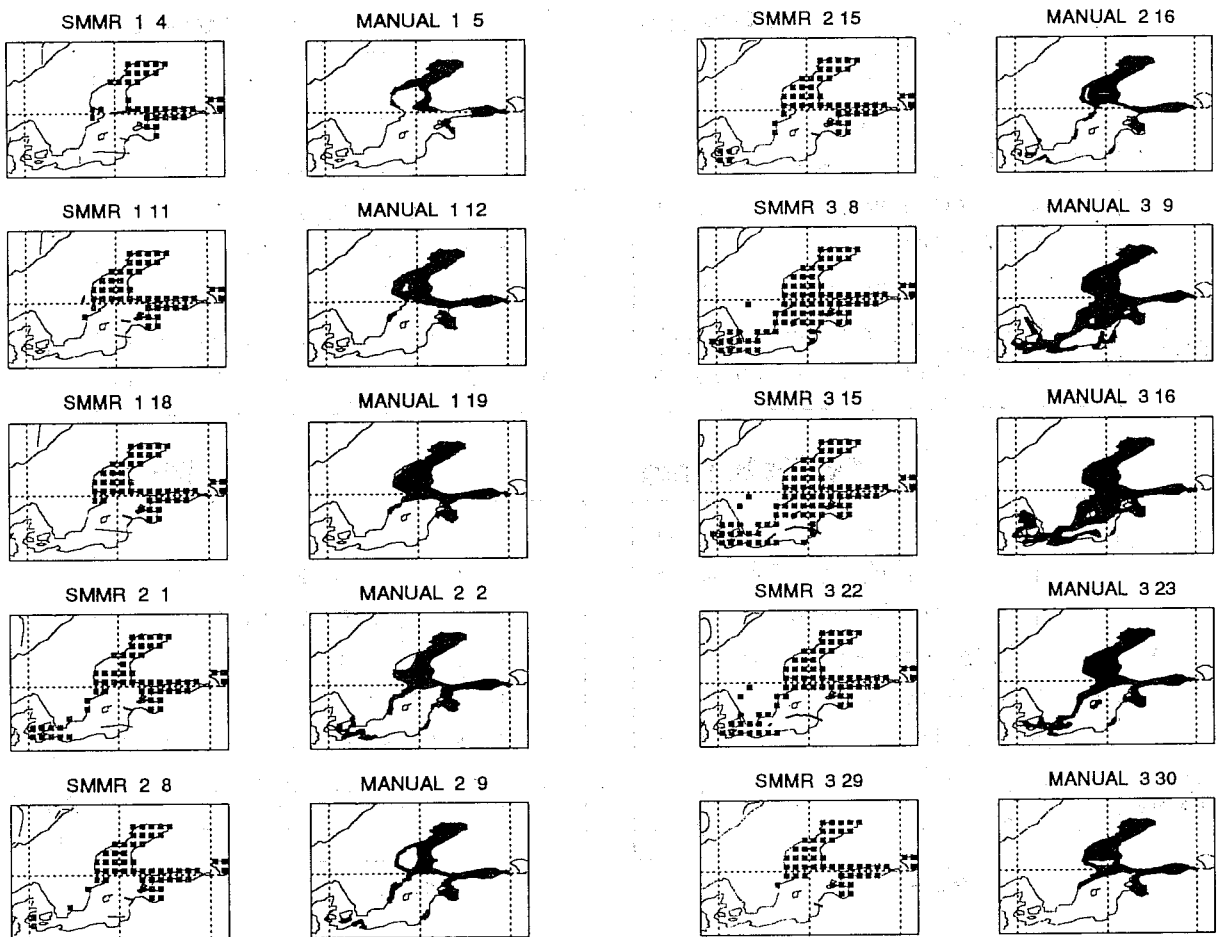 SMMR 1 4
MANUAL 1 5
SMMR 2 15
MANUAL 2 16
SMMR 1 11
MANUAL 1 12
SMMR 3 8
MANUAL 3 9
SMMR 1 18
MANUAL 1 19
SMMR 3 15
MANUAL 3 16
SMMR 2 1
MANUAL 2 2
SMMR 3 22
MANUAL 3 23
SMMR 2 8
MANUAL 2 9
SMMR 3 29
MANUAL 3 30